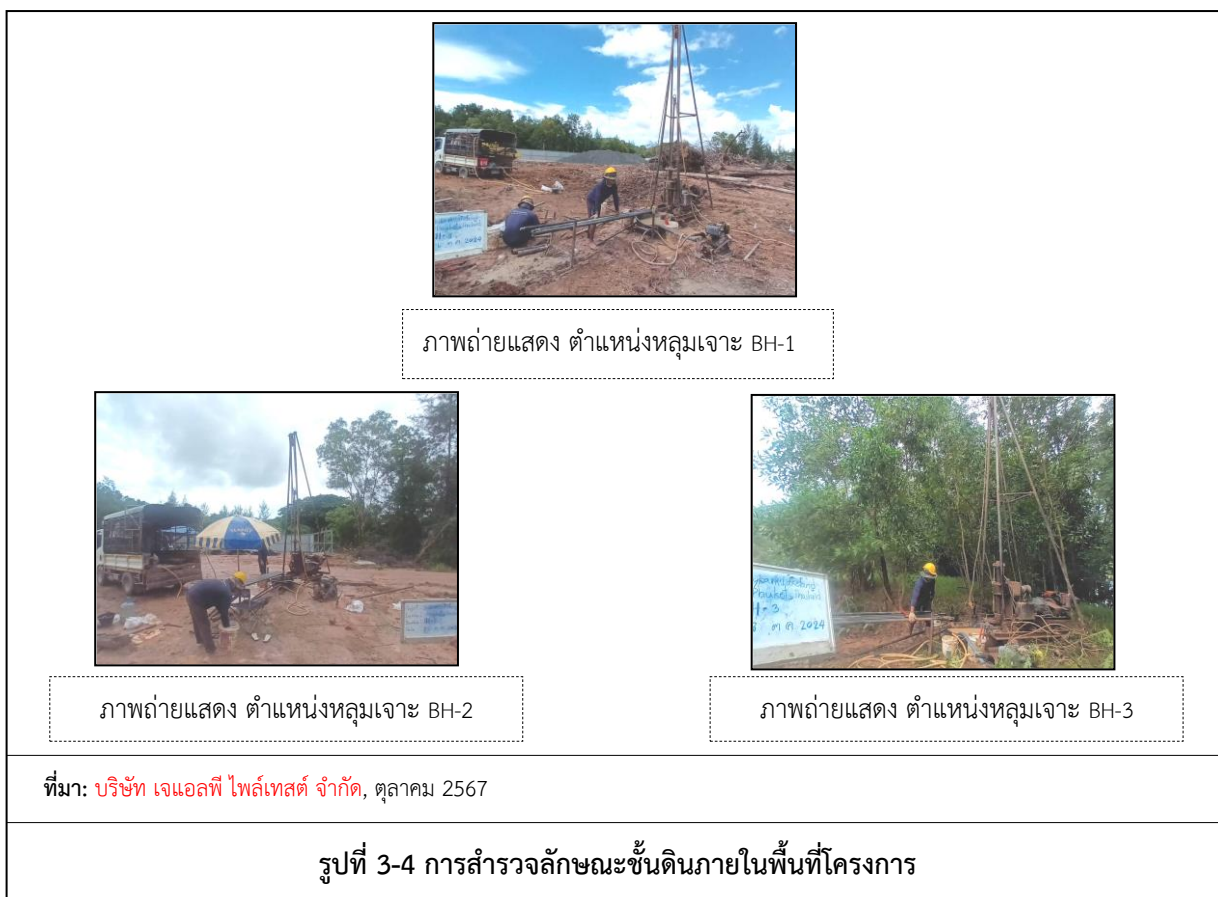 ต ค 2024
ภาพถ่ายแสดง ตำแหน่งหลุมเจาะ BH-1
3
ต ค 2024
ภาพถ่ายแสดง ตำแหน่งหลุมเจาะ BH-2
ภาพถ่ายแสดง ตำแหน่งหลุมเจาะ BH-3
ที่มา: บริษัท เจแอลพี ไพล์เทสต์ จำกัด, ตุลาคม 2567
รูปที่ 3-4 การสำรวจลักษณะชั้นดินภายในพื้นที่โครงการ